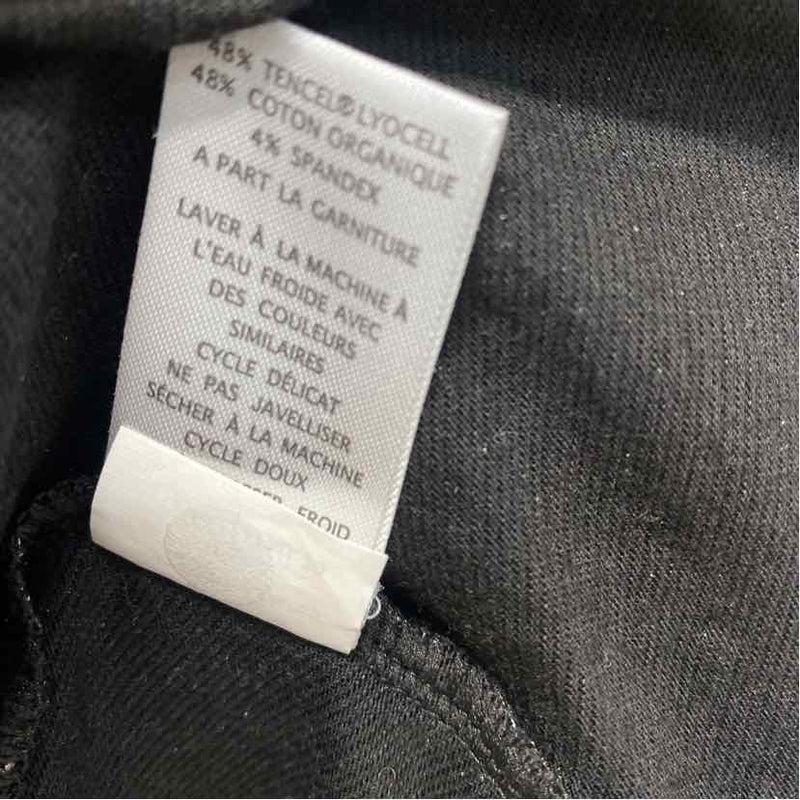 48% TENCEL® LYOCELL
48% COTON ORGANIQUE
4% SPANDEX
A PART LA GARNITURE
LAVER À LA MACHINE À
L'EAU FROIDE AVEC
DES COULEURS
SIMILAIRES
CYCLE DÉLICAT
NE PAS JAVELLISER
SÉCHER À LA MACHINE
CYCLE DOUX
FROID